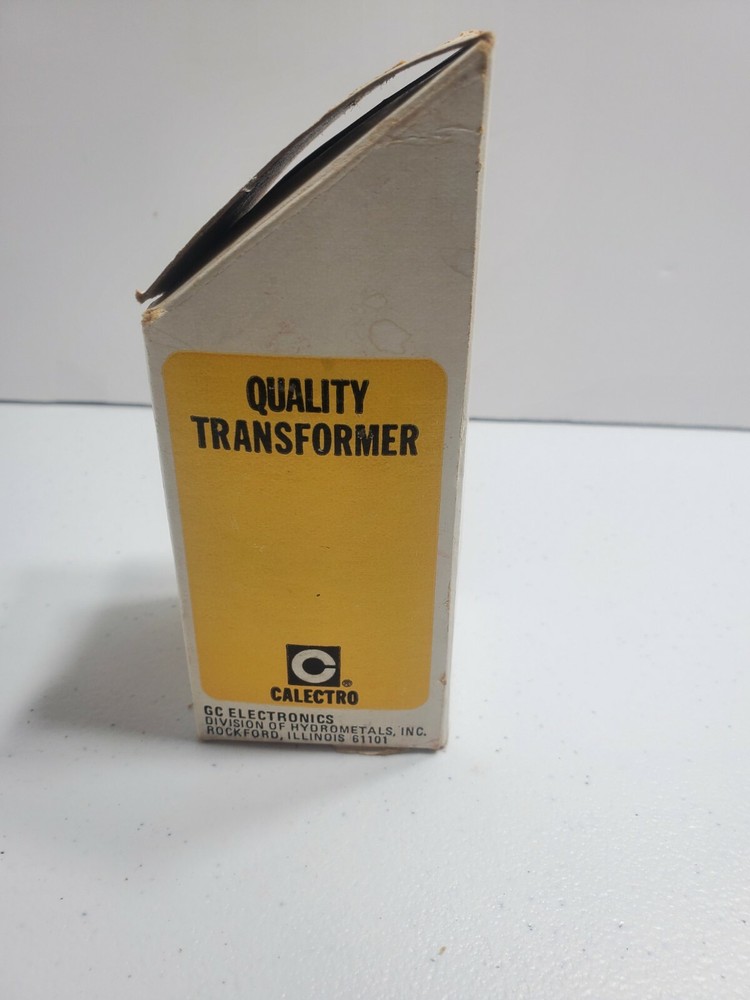 QUALITY
TRANSFORMER
C ®
CALECTRO
GC ELECTRONICS
DIVISION OF HYDROMETALS, INC.
ROCKFORD, ILLINOIS 61101